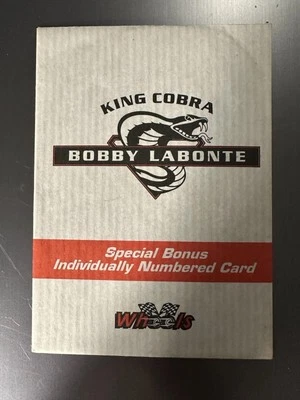 KING COBRA
BOBBY LABONTE
Special Bonus
Individually Numbered Card
Wheels